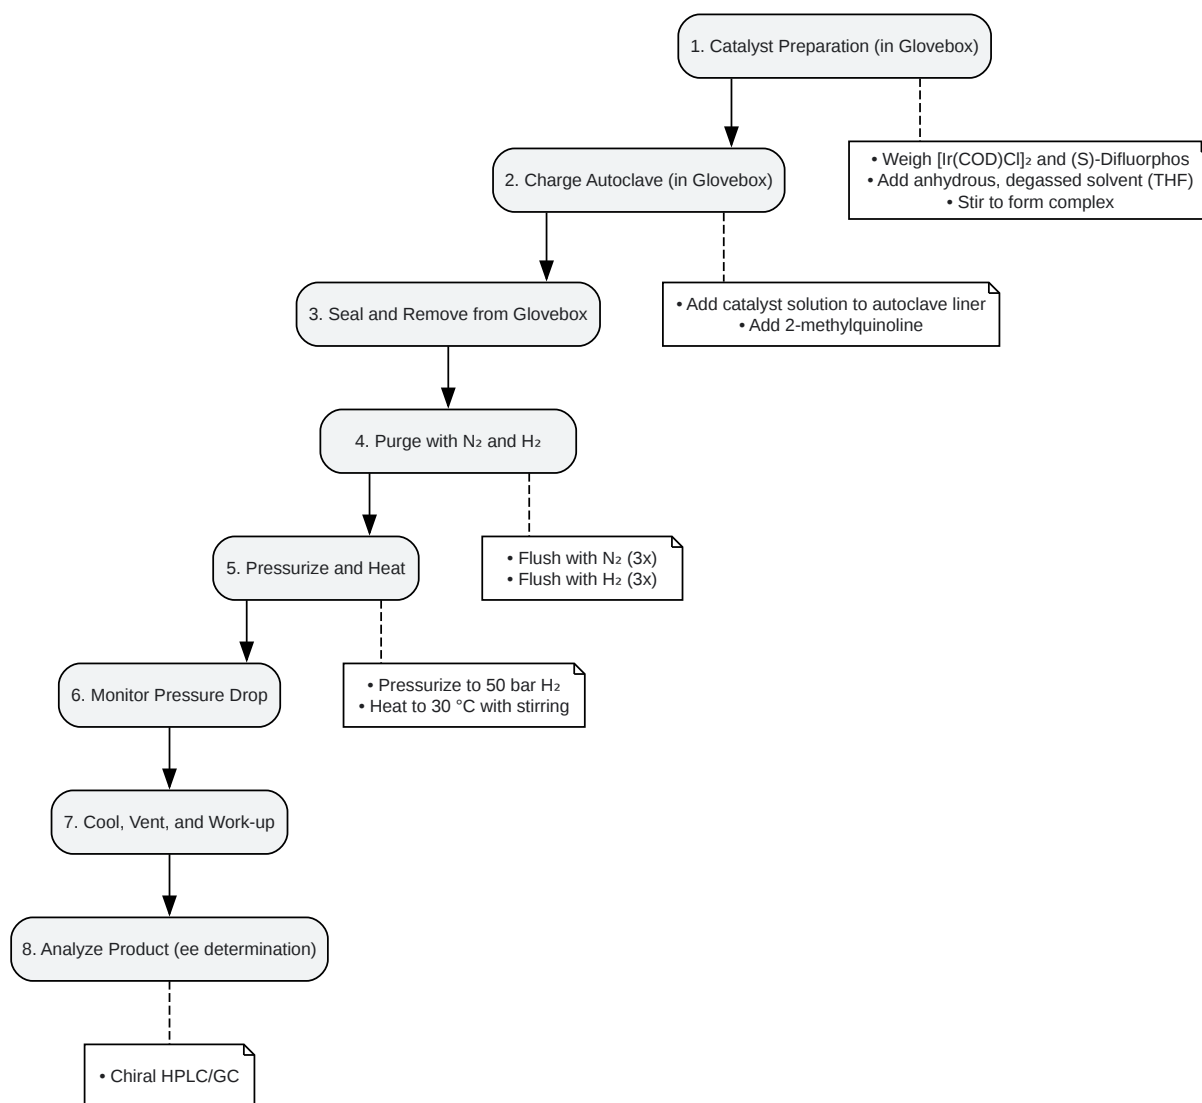 1. Catalyst Preparation (in Glovebox)
• Weigh [Ir(COD)Cl]₂ and (S)-Difluorphos
• Add anhydrous, degassed solvent (THF)
• Stir to form complex
2. Charge Autoclave (in Glovebox)
• Add catalyst solution to autoclave liner
• Add 2-methylquinoline
3. Seal and Remove from Glovebox
4. Purge with N₂ and H₂
• Flush with N₂ (3x)
• Flush with H₂ (3x)
5. Pressurize and Heat
• Pressurize to 50 bar H₂
• Heat to 30 °C with stirring
6. Monitor Pressure Drop
7. Cool, Vent, and Work-up
8. Analyze Product (ee determination)
• Chiral HPLC/GC